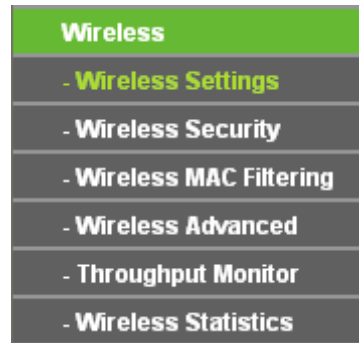 Wireless
- Wireless Settings
- Wireless Security
- Wireless MAC Filtering
- Wireless Advanced
- Throughput Monitor
- Wireless Statistics